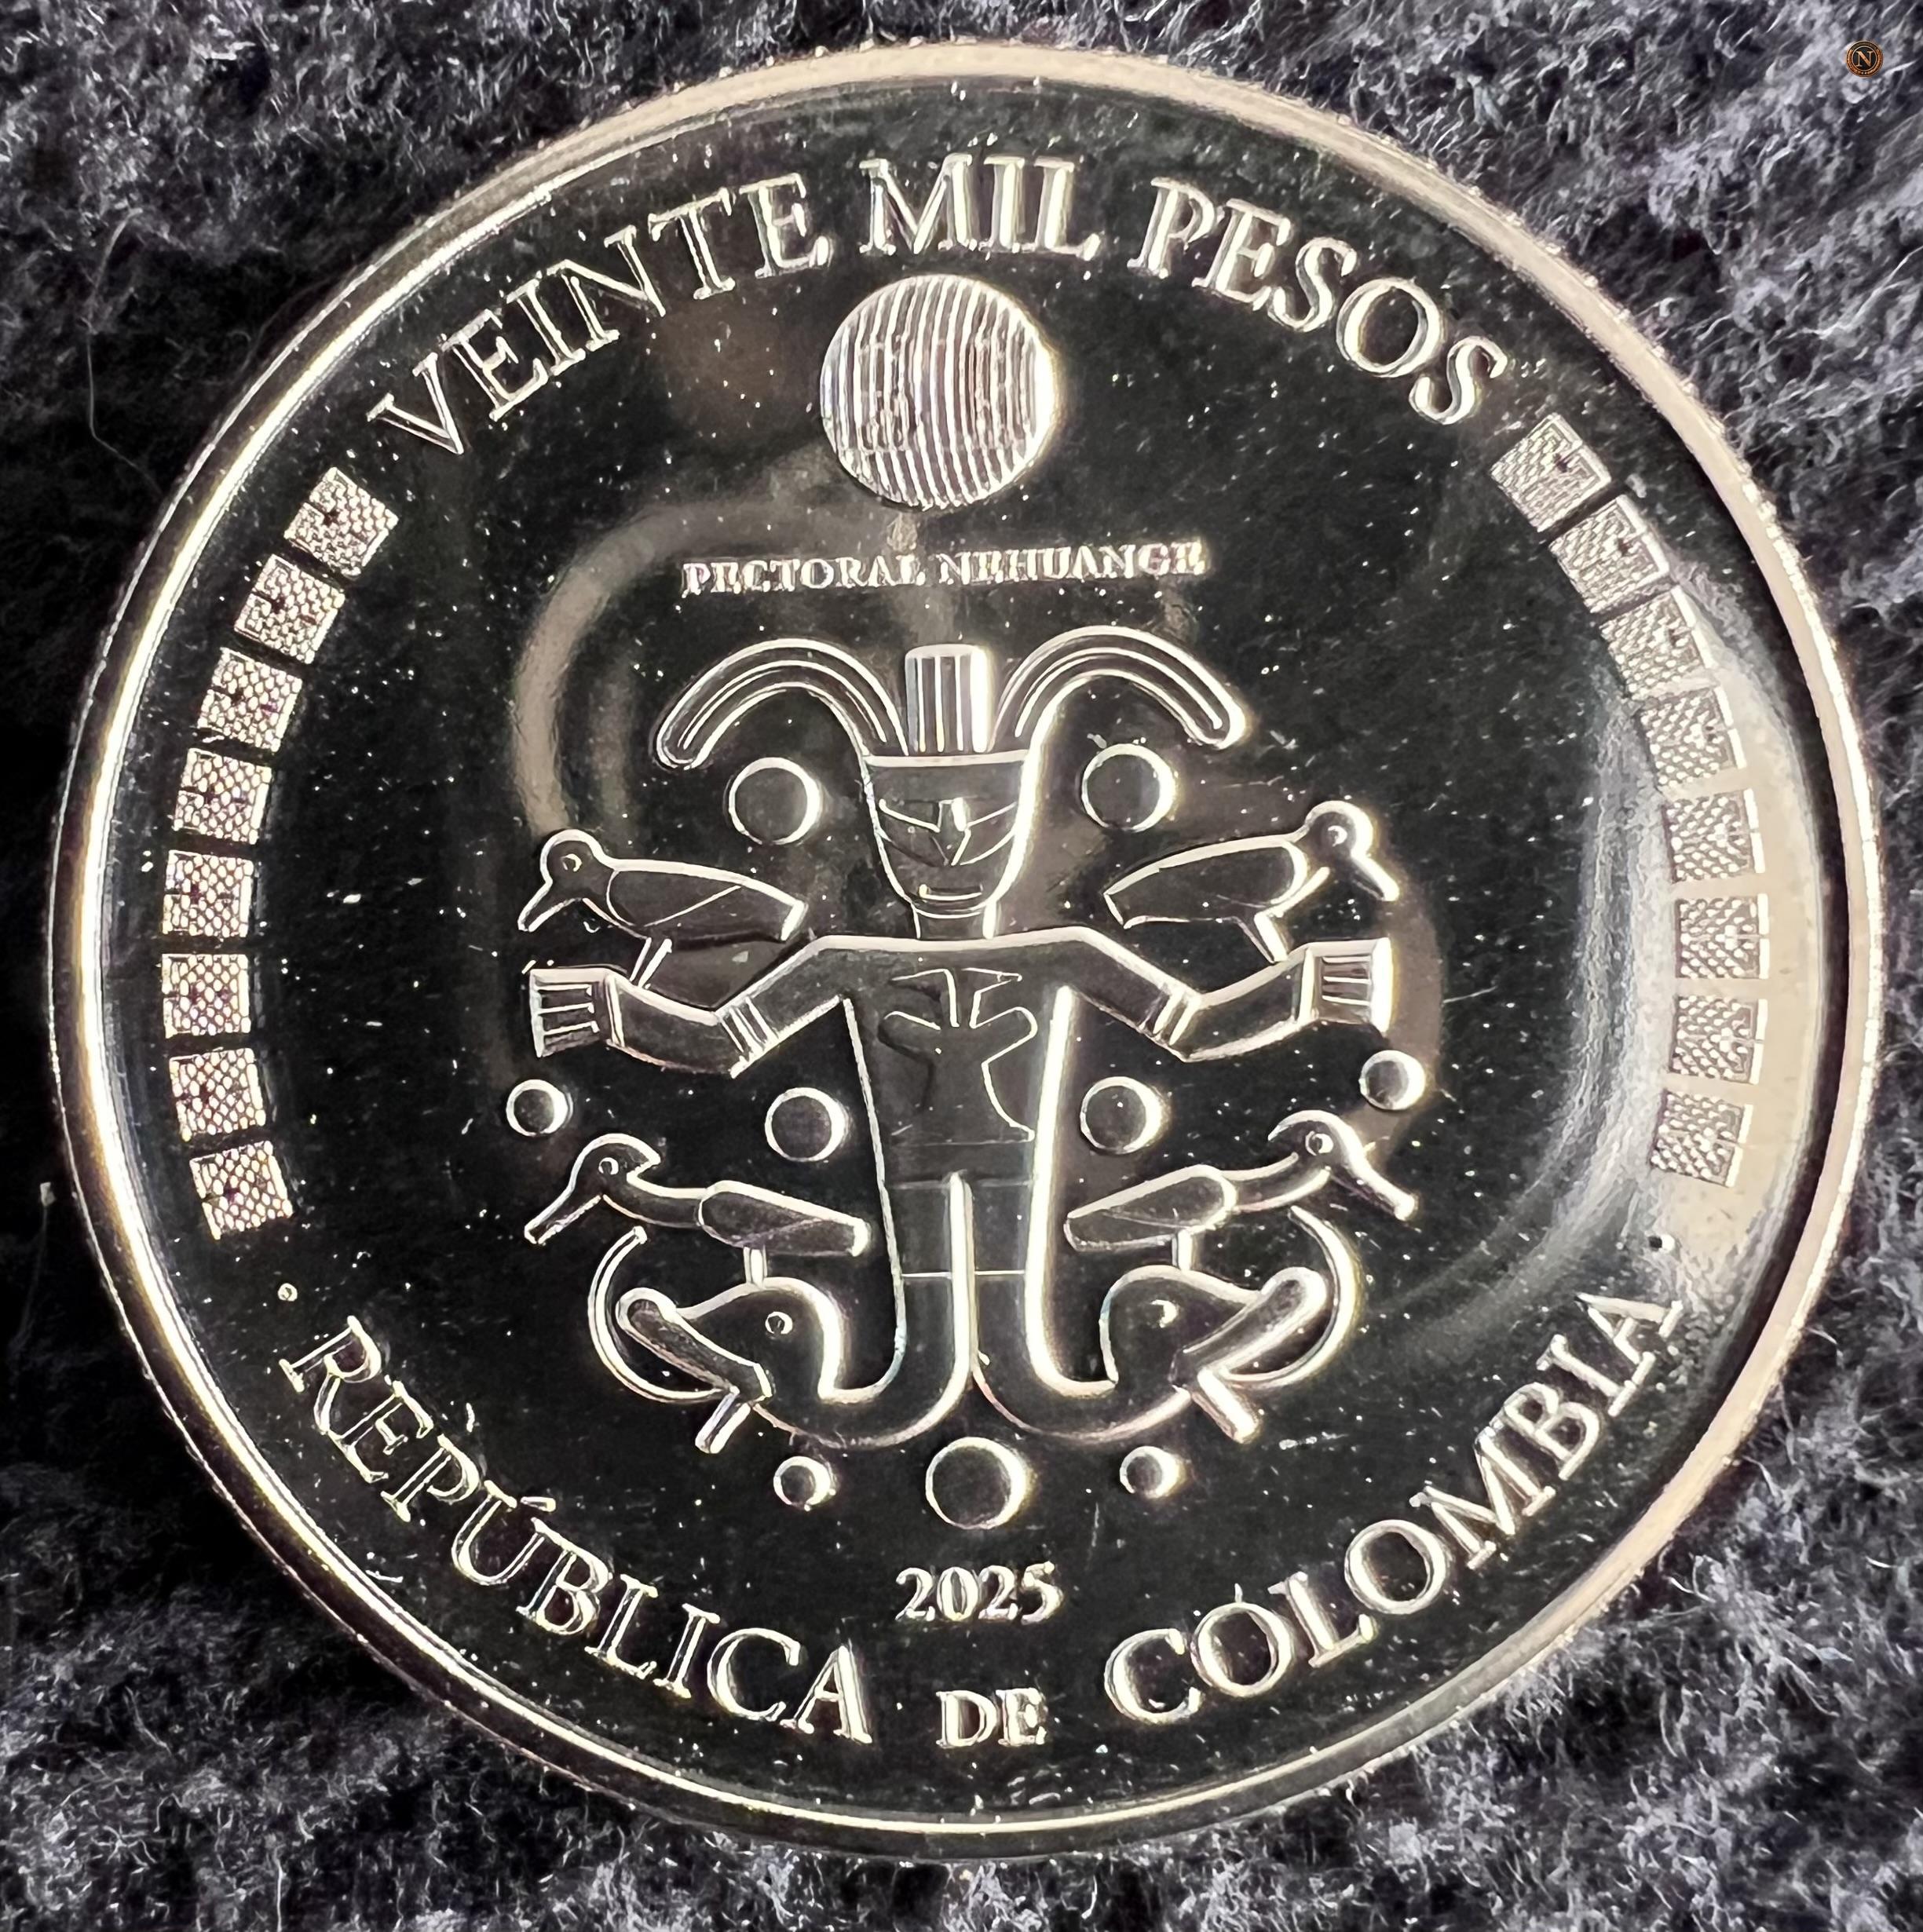 VEINTE MIL PESOS
PECTORAL NEHUANGE
2025
REPÚBLICA DE COLOMBIA
N